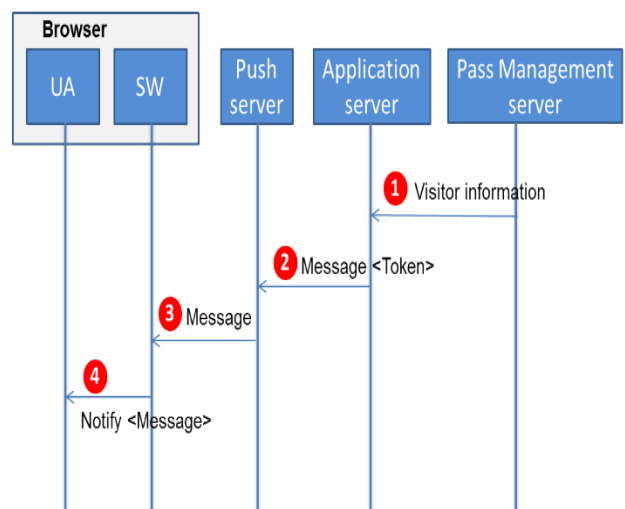 Browser
UA
SW
Push
server
Application
server
Pass Management
server
1 Visitor information
2 Message <Token>
3 Message
4
Notify <Message>